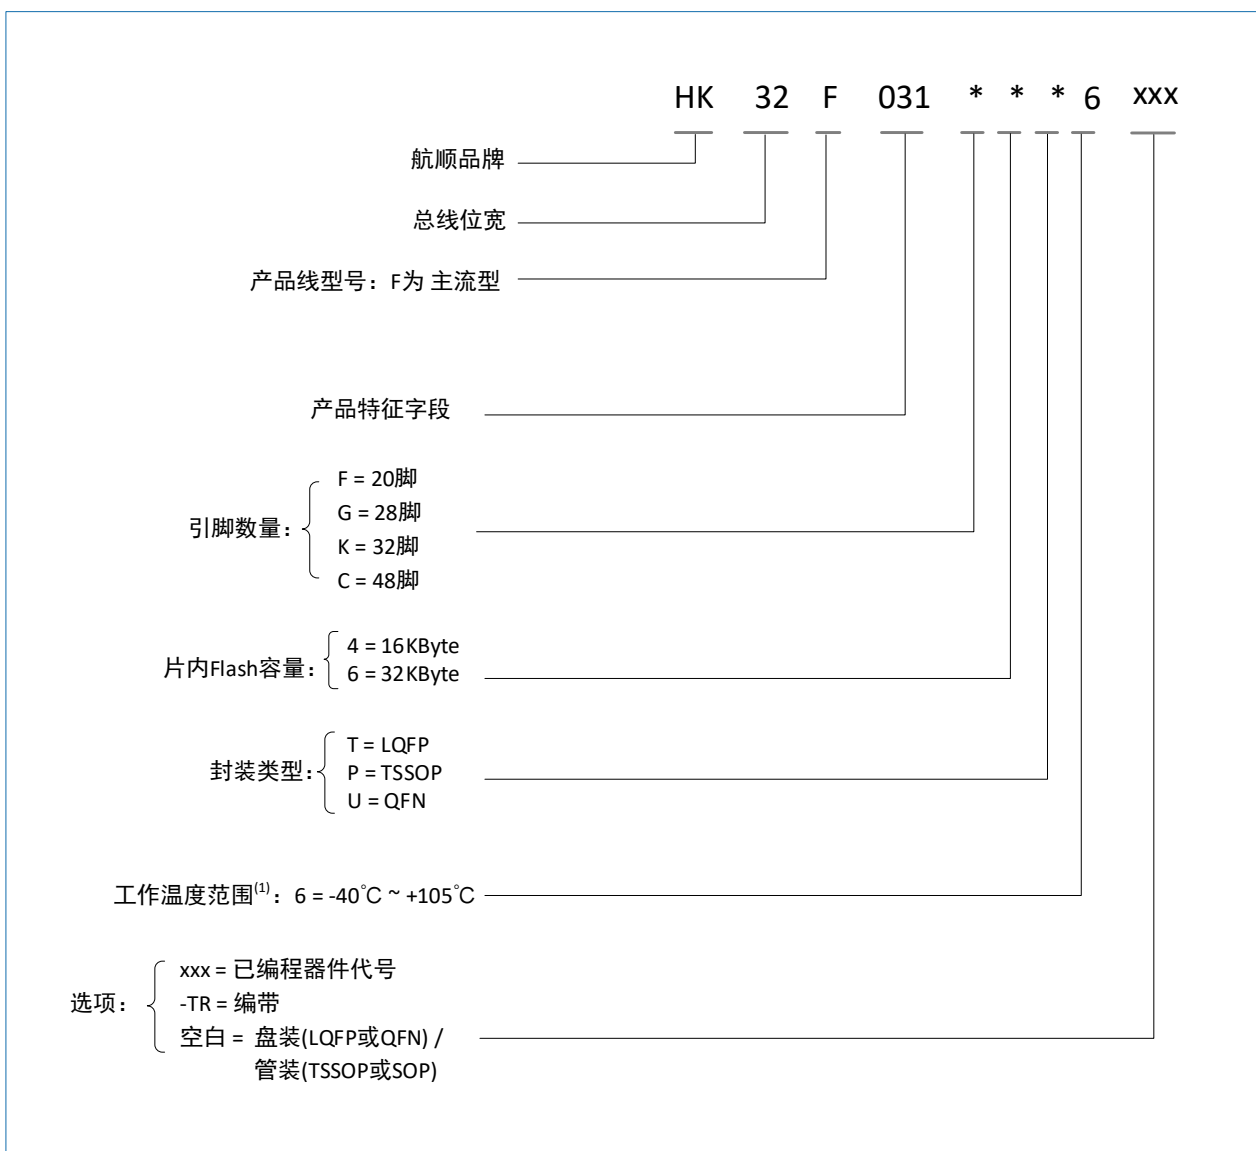 HK 32 F 031 * * * 6 xxx
航顺品牌
总线位宽
产品线型号：F为 主流型
产品特征字段
引脚数量：
F = 20脚
G = 28脚
K = 32脚
C = 48脚
片内Flash容量：
4 = 16KByte
6 = 32KByte
封装类型：
T = LQFP
P = TSSOP
U = QFN
工作温度范围(1)：6 = -40℃ ~ +105℃
选项：
xxx = 已编程器件代号
-TR = 编带
空白 = 盘装(LQFP或QFN) /
管装(TSSOP或SOP)